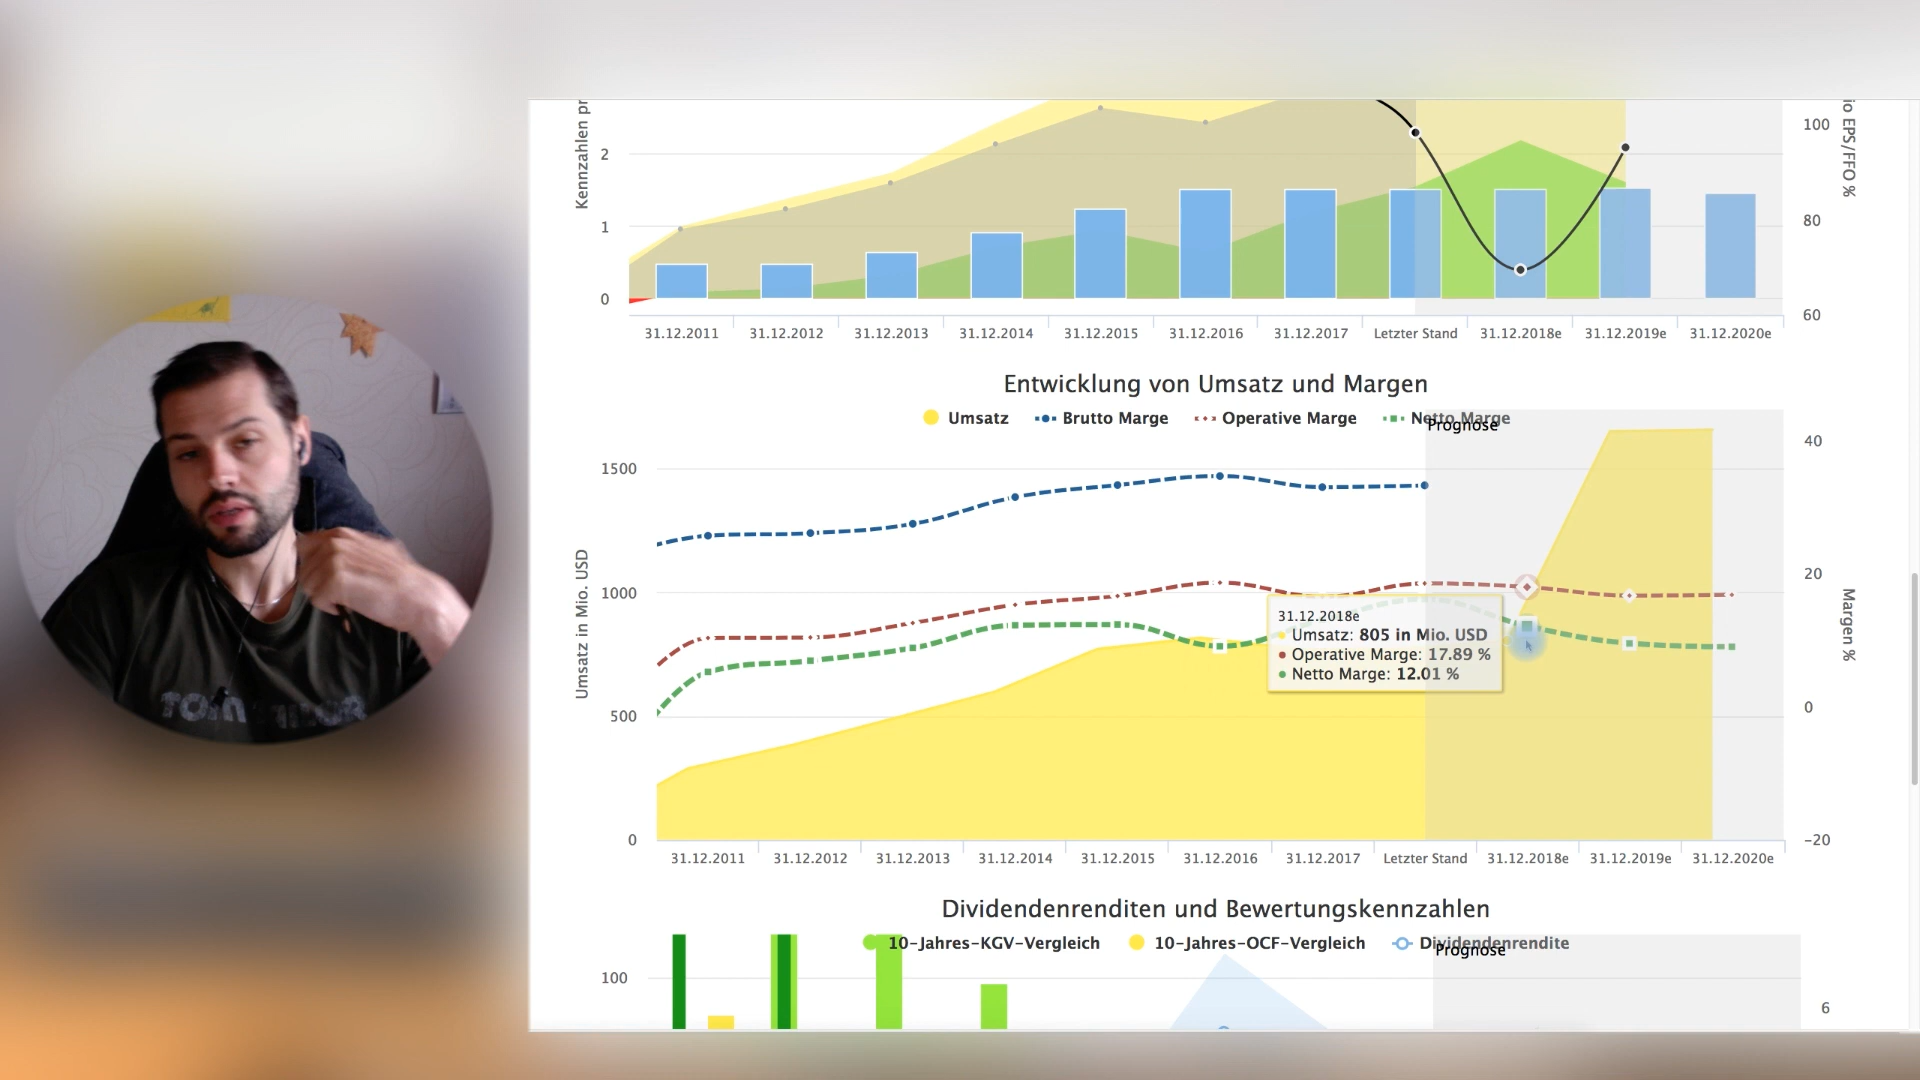 Kennzahlen pr
2
1
0
100
80
60
io EPS/FFO %
31.12.2011 31.12.2012 31.12.2013 31.12.2014 31.12.2015 31.12.2016 31.12.2017 Letzter Stand 31.12.2018e 31.12.2019e 31.12.2020e
Entwicklung von Umsatz und Margen
Umsatz Brutto Marge Operative Marge Netto Marge
Prognose
Umsatz in Mio. USD
1500
1000
500
0
40
20
0
-20
Margen %
31.12.2018e
Umsatz: 805 in Mio. USD
Operative Marge: 17.89 %
Netto Marge: 12.01 %
31.12.2011 31.12.2012 31.12.2013 31.12.2014 31.12.2015 31.12.2016 31.12.2017 Letzter Stand 31.12.2018e 31.12.2019e 31.12.2020e
Dividendenrenditen und Bewertungskennzahlen
10-Jahres-KGV-Vergleich 10-Jahres-OCF-Vergleich Dividendenrendite
Prognose
100
6